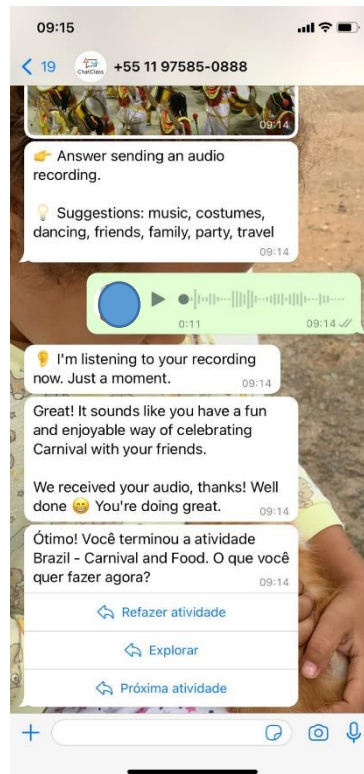 09:15
19 ChatClass +55 11 97585-0888
09:14
👉 Answer sending an audio
recording.
💡 Suggestions: music, costumes,
dancing, friends, family, party, travel
09:14
0:11 09:14
👂 I'm listening to your recording
now. Just a moment. 09:14
Great! It sounds like you have a fun
and enjoyable way of celebrating
Carnival with your friends.
We received your audio, thanks! Well
done 😁 You're doing great. 09:14
Ótimo! Você terminou a atividade
Brazil - Carnival and Food. O que você
quer fazer agora? 09:14
Refazer atividade
Explorar
Próxima atividade